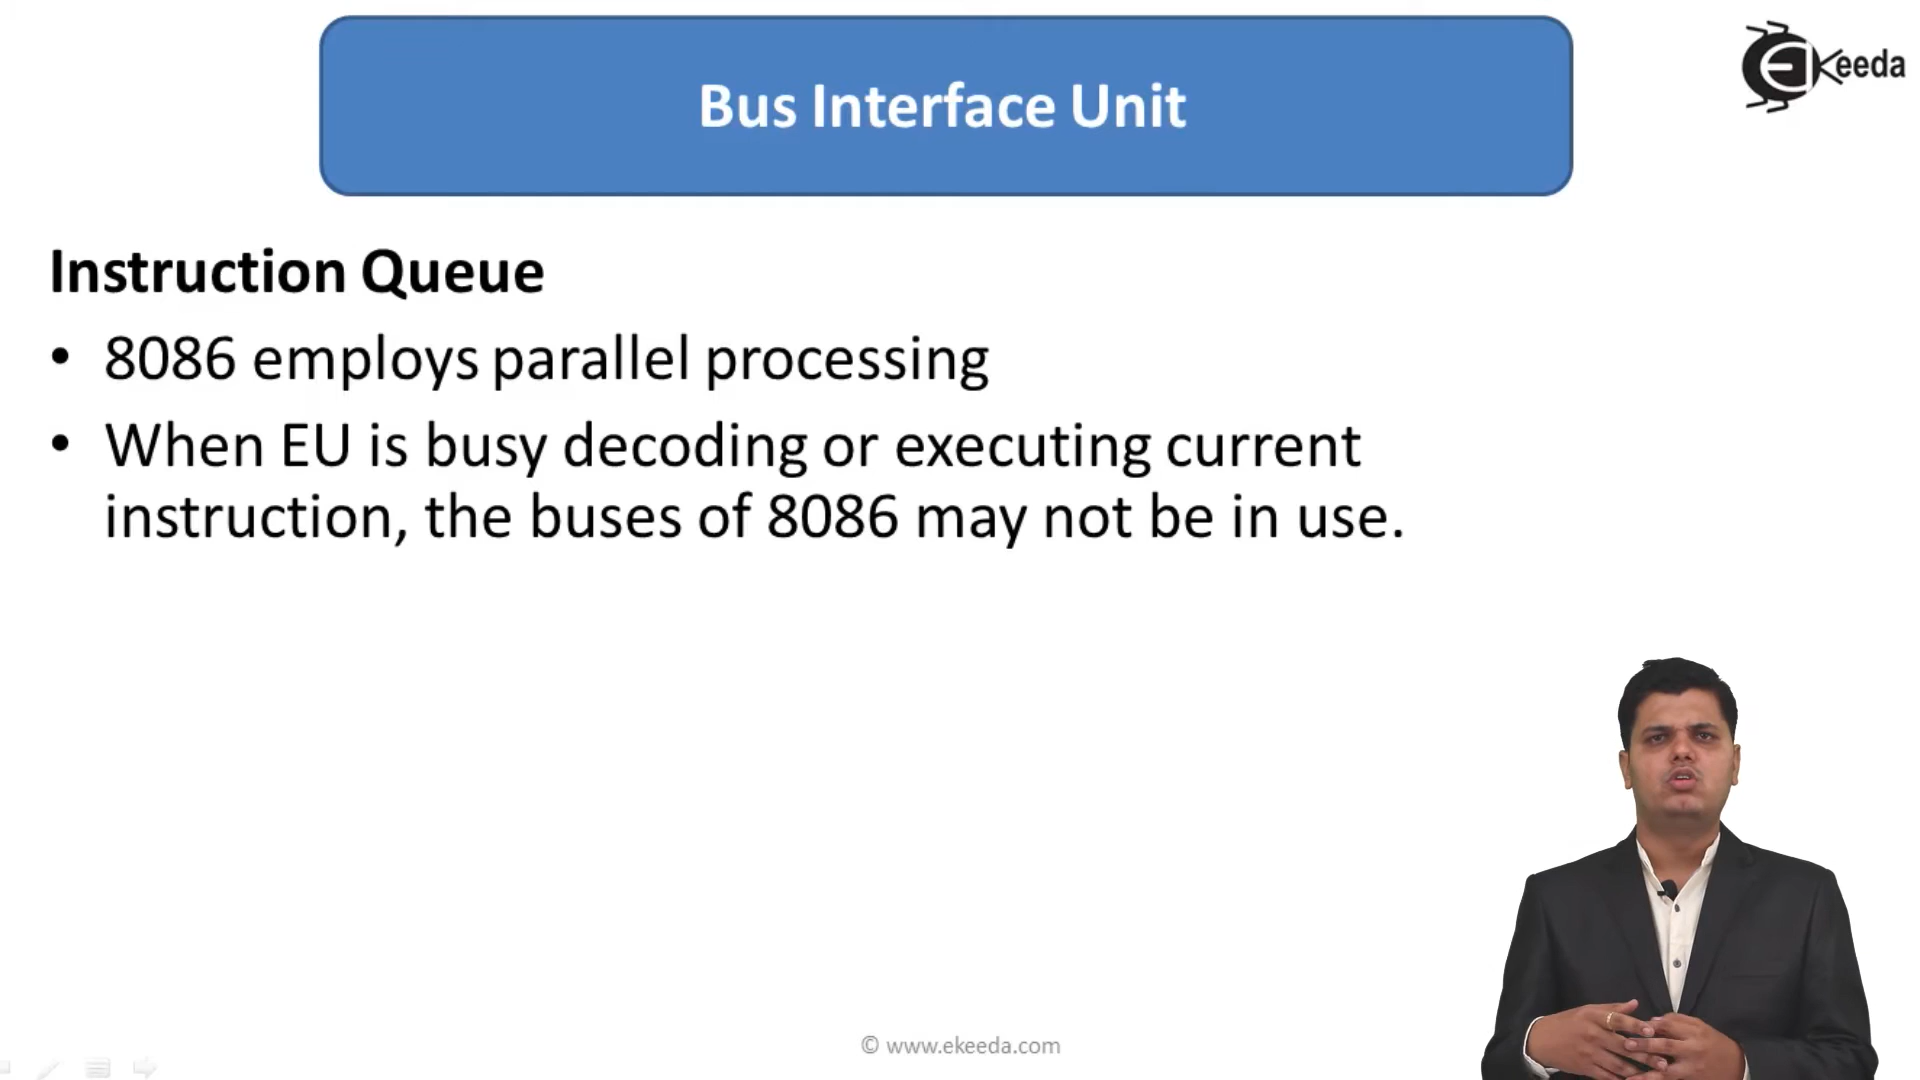 Bus Interface Unit
EKeeda
Instruction Queue
• 8086 employs parallel processing
• When EU is busy decoding or executing current
instruction, the buses of 8086 may not be in use.
© www.ekeeda.com